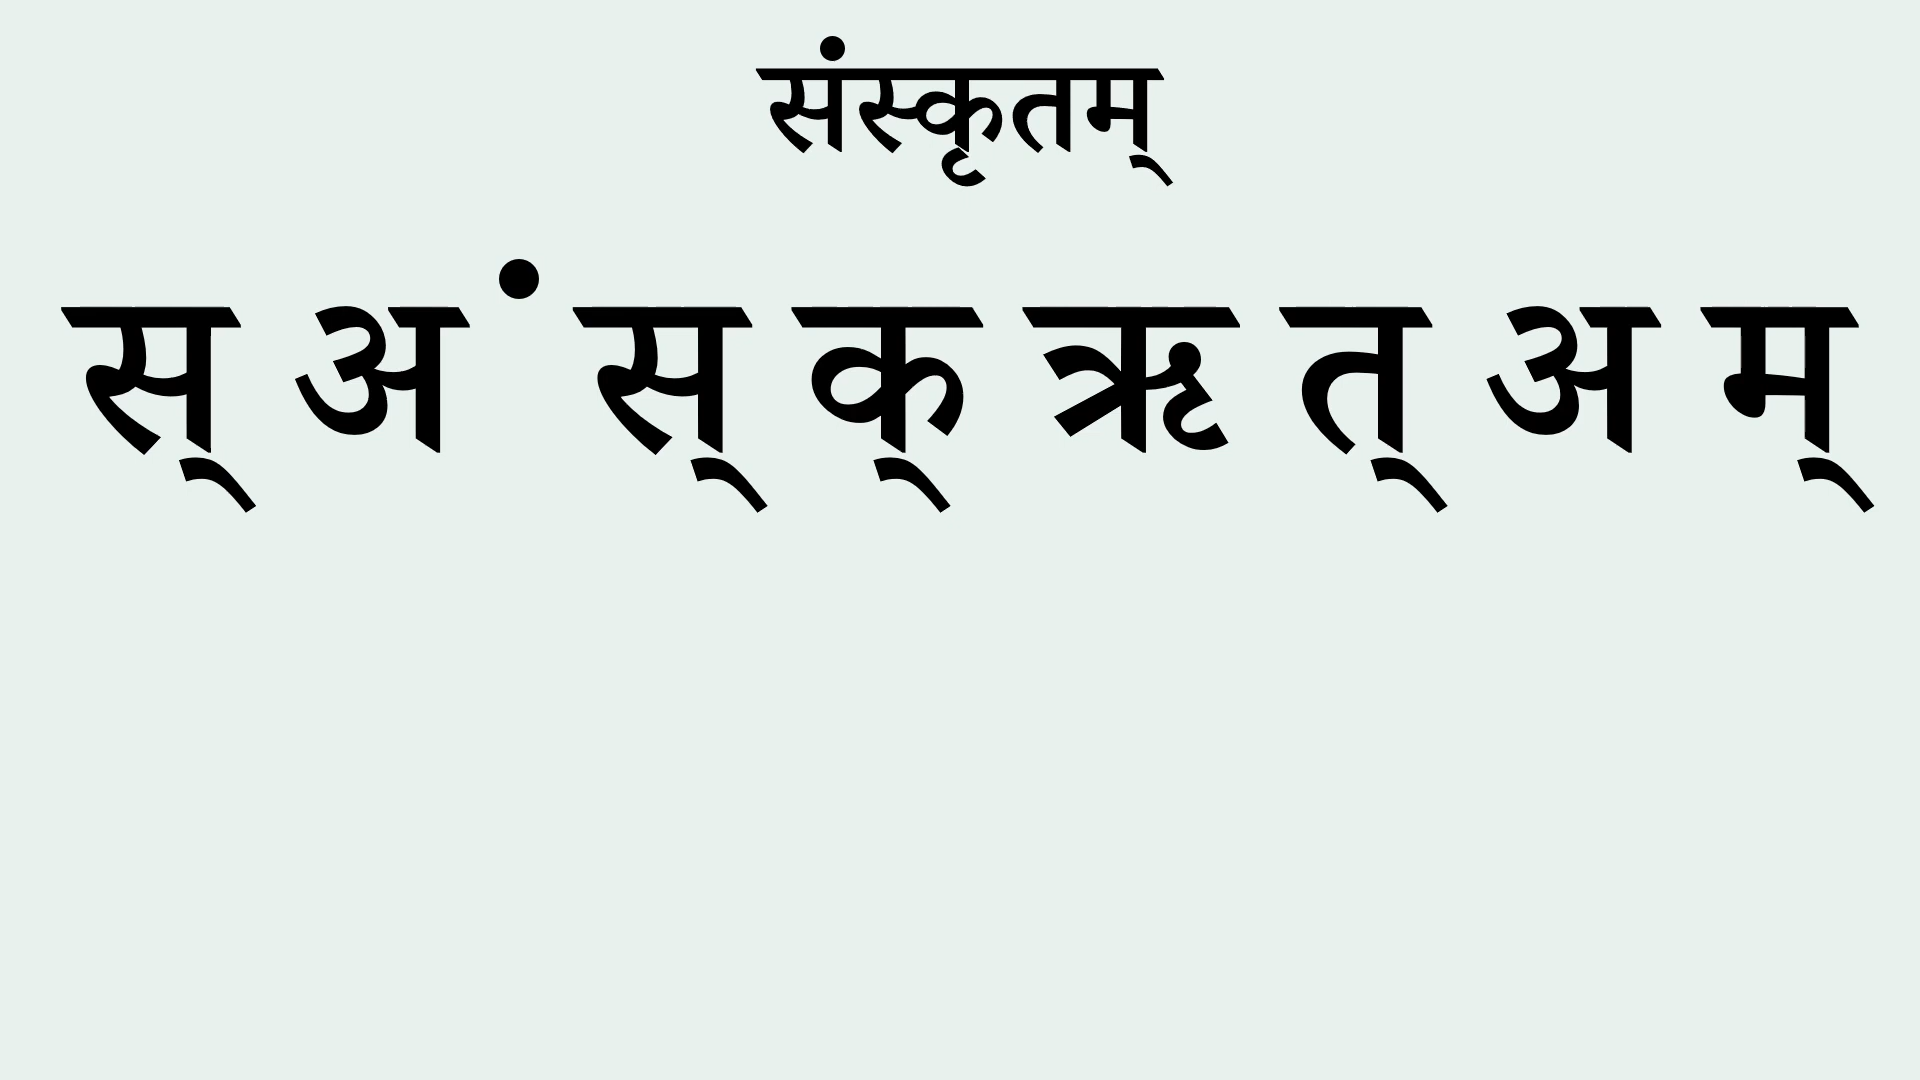 संस्कृतम्
स् अ ं स् क् ऋ त् अ म्